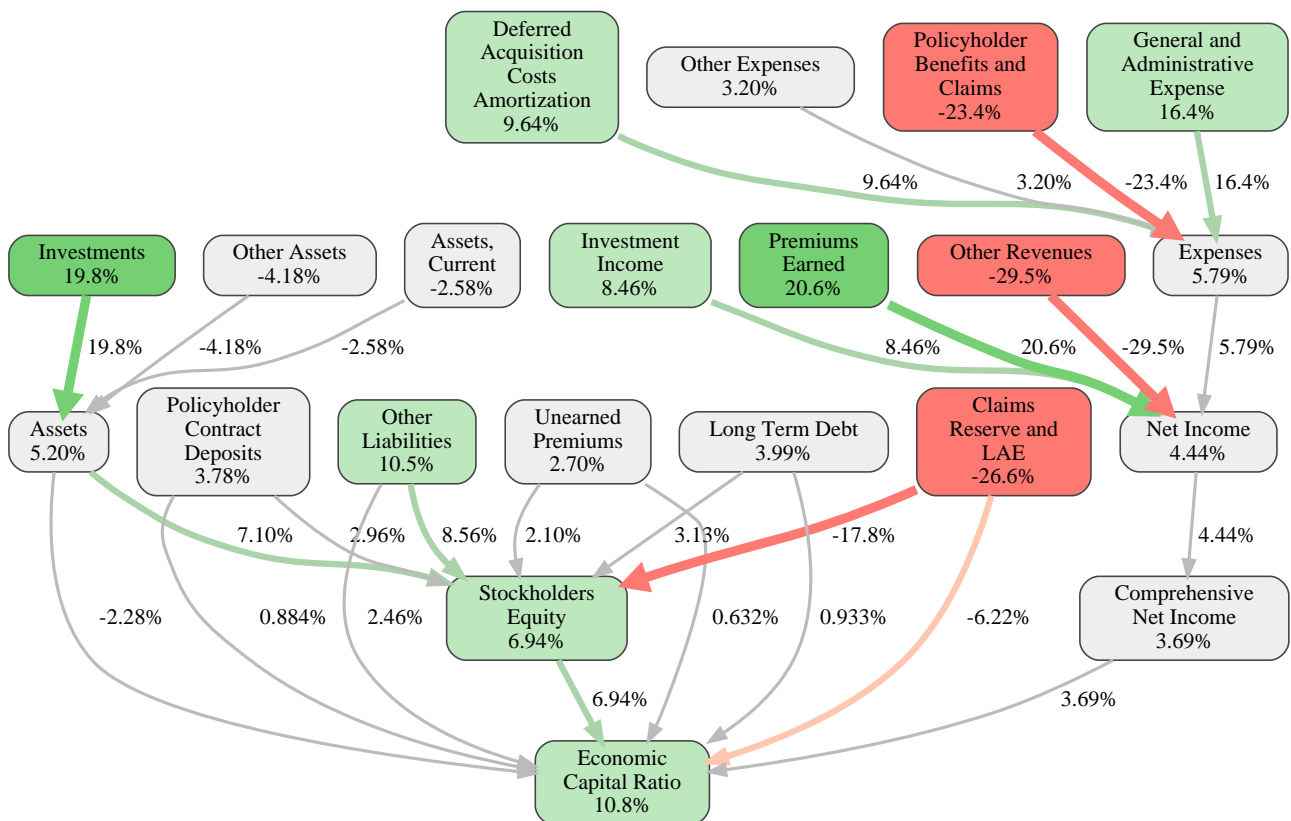 Deferred
Acquisition
Costs
Amortization
9.64%
Other Expenses
3.20%
Policyholder
Benefits and
Claims
-23.4%
General and
Administrative
Expense
16.4%
9.64%
3.20%
-23.4%
16.4%
Investments
19.8%
Other Assets
-4.18%
Assets,
Current
-2.58%
Investment
Income
8.46%
Premiums
Earned
20.6%
Other Revenues
-29.5%
Expenses
5.79%
19.8%
-4.18%
-2.58%
8.46%
20.6%
-29.5%
5.79%
Assets
5.20%
Policyholder
Contract
Deposits
3.78%
Other
Liabilities
10.5%
Unearned
Premiums
2.70%
Long Term Debt
3.99%
Claims
Reserve and
LAE
-26.6%
Net Income
4.44%
7.10%
2.96%
8.56%
2.10%
3.13%
-17.8%
4.44%
Stockholders
Equity
6.94%
Comprehensive
Net Income
3.69%
-2.28%
0.884%
2.46%
0.632%
0.933%
-6.22%
6.94%
3.69%
Economic
Capital Ratio
10.8%